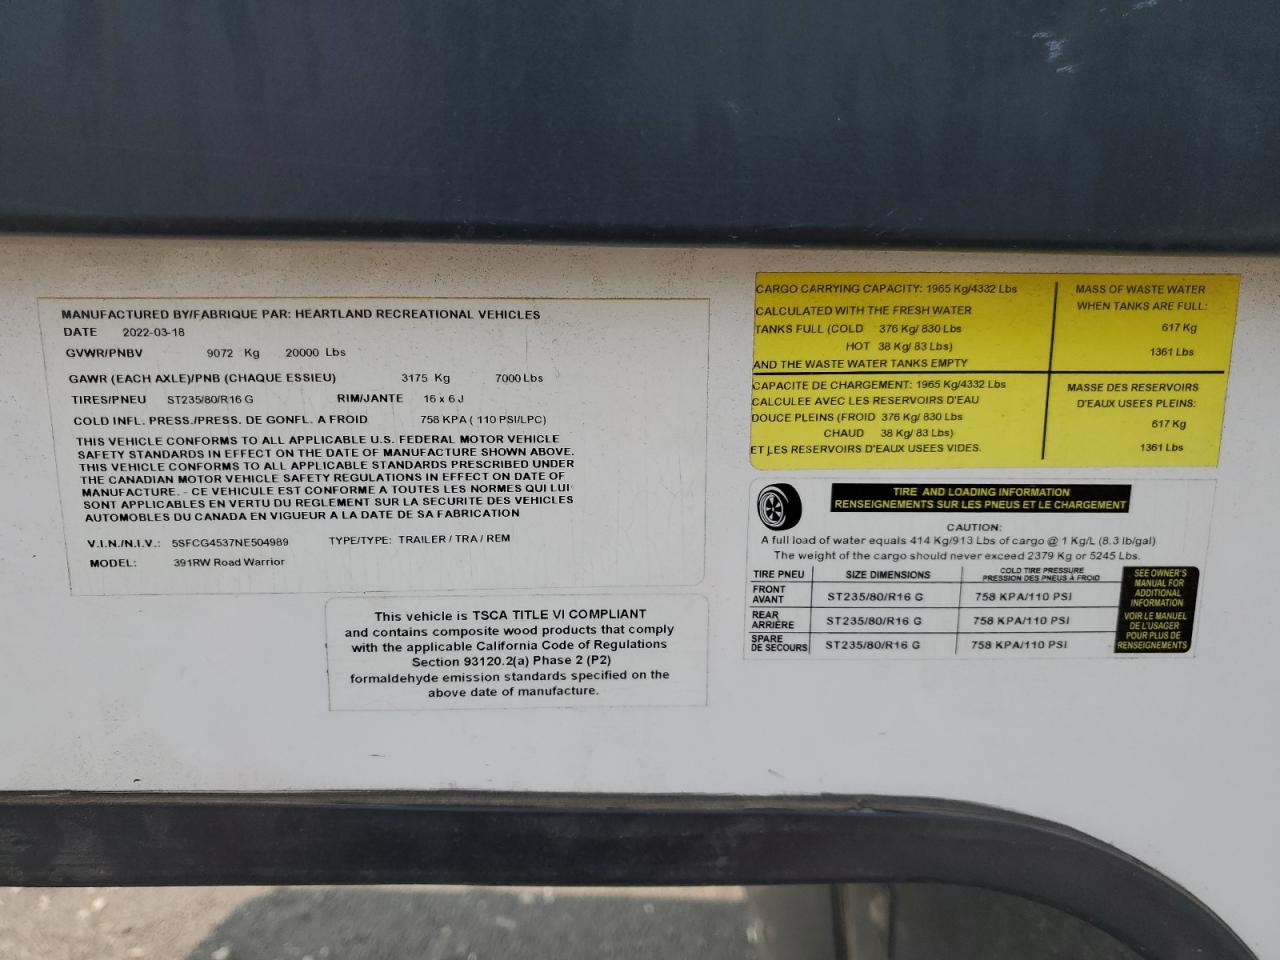 MANUFACTURED BY/FABRIQUE PAR: HEARTLAND RECREATIONAL VEHICLES
DATE 2022-03-18
GVWR/PNBV 9072 Kg 20000 Lbs
GAWR (EACH AXLE)/PNB (CHAQUE ESSIEU) 3175 Kg 7000 Lbs
TIRES/PNEU ST235/80/R16 G RIM/JANTE 16 x 6 J
COLD INFL. PRESS./PRESS. DE GONFL. A FROID 758 KPA ( 110 PSI/LPC)
THIS VEHICLE CONFORMS TO ALL APPLICABLE U.S. FEDERAL MOTOR VEHICLE
SAFETY STANDARDS IN EFFECT ON THE DATE OF MANUFACTURE SHOWN ABOVE.
THIS VEHICLE CONFORMS TO ALL APPLICABLE STANDARDS PRESCRIBED UNDER
THE CANADIAN MOTOR VEHICLE SAFETY REGULATIONS IN EFFECT ON DATE OF
MANUFACTURE. - CE VEHICULE EST CONFORME A TOUTES LES NORMES QUI LUI
SONT APPLICABLES EN VERTU DU REGLEMENT SUR LA SECURITE DES VEHICLES
AUTOMOBILES DU CANADA EN VIGUEUR A LA DATE DE SA FABRICATION
V.I.N./N.I.V.: 5SFCG4537NE504989 TYPE/TYPE: TRAILER / TRA / REM
MODEL: 391RW Road Warrior
This vehicle is TSCA TITLE VI COMPLIANT
and contains composite wood products that comply
with the applicable California Code of Regulations
Section 93120.2(a) Phase 2 (P2)
formaldehyde emission standards specified on the
above date of manufacture.
CARGO CARRYING CAPACITY: 1965 Kg/4332 Lbs
CALCULATED WITH THE FRESH WATER
TANKS FULL (COLD 376 Kg/ 830 Lbs
HOT 38 Kg/ 83 Lbs)
AND THE WASTE WATER TANKS EMPTY
MASS OF WASTE WATER
WHEN TANKS ARE FULL:
617 Kg
1361 Lbs
CAPACITE DE CHARGEMENT: 1965 Kg/4332 Lbs
CALCULEE AVEC LES RESERVOIRS D'EAU
DOUCE PLEINS (FROID 376 Kg/ 830 Lbs
CHAUD 38 Kg/ 83 Lbs)
ET LES RESERVOIRS D'EAUX USEES VIDES.
MASSE DES RESERVOIRS
D'EAUX USEES PLEINS:
617 Kg
1361 Lbs
TIRE AND LOADING INFORMATION
RENSEIGNEMENTS SUR LES PNEUS ET LE CHARGEMENT
CAUTION:
A full load of water equals 414 Kg/913 Lbs of cargo @ 1 Kg/L (8.3 lb/gal)
The weight of the cargo should never exceed 2379 Kg or 5245 Lbs.
TIRE PNEU SIZE DIMENSIONS COLD TIRE PRESSURE
PRESSION DES PNEUS À FROID
FRONT
AVANT ST235/80/R16 G 758 KPA/110 PSI
REAR
ARRIÈRE ST235/80/R16 G 758 KPA/110 PSI
SPARE
DE SECOURS ST235/80/R16 G 758 KPA/110 PSI
SEE OWNER'S
MANUAL FOR
ADDITIONAL
INFORMATION
VOIR LE MANUEL
DE L'USAGER
POUR PLUS DE
RENSEIGNEMENTS